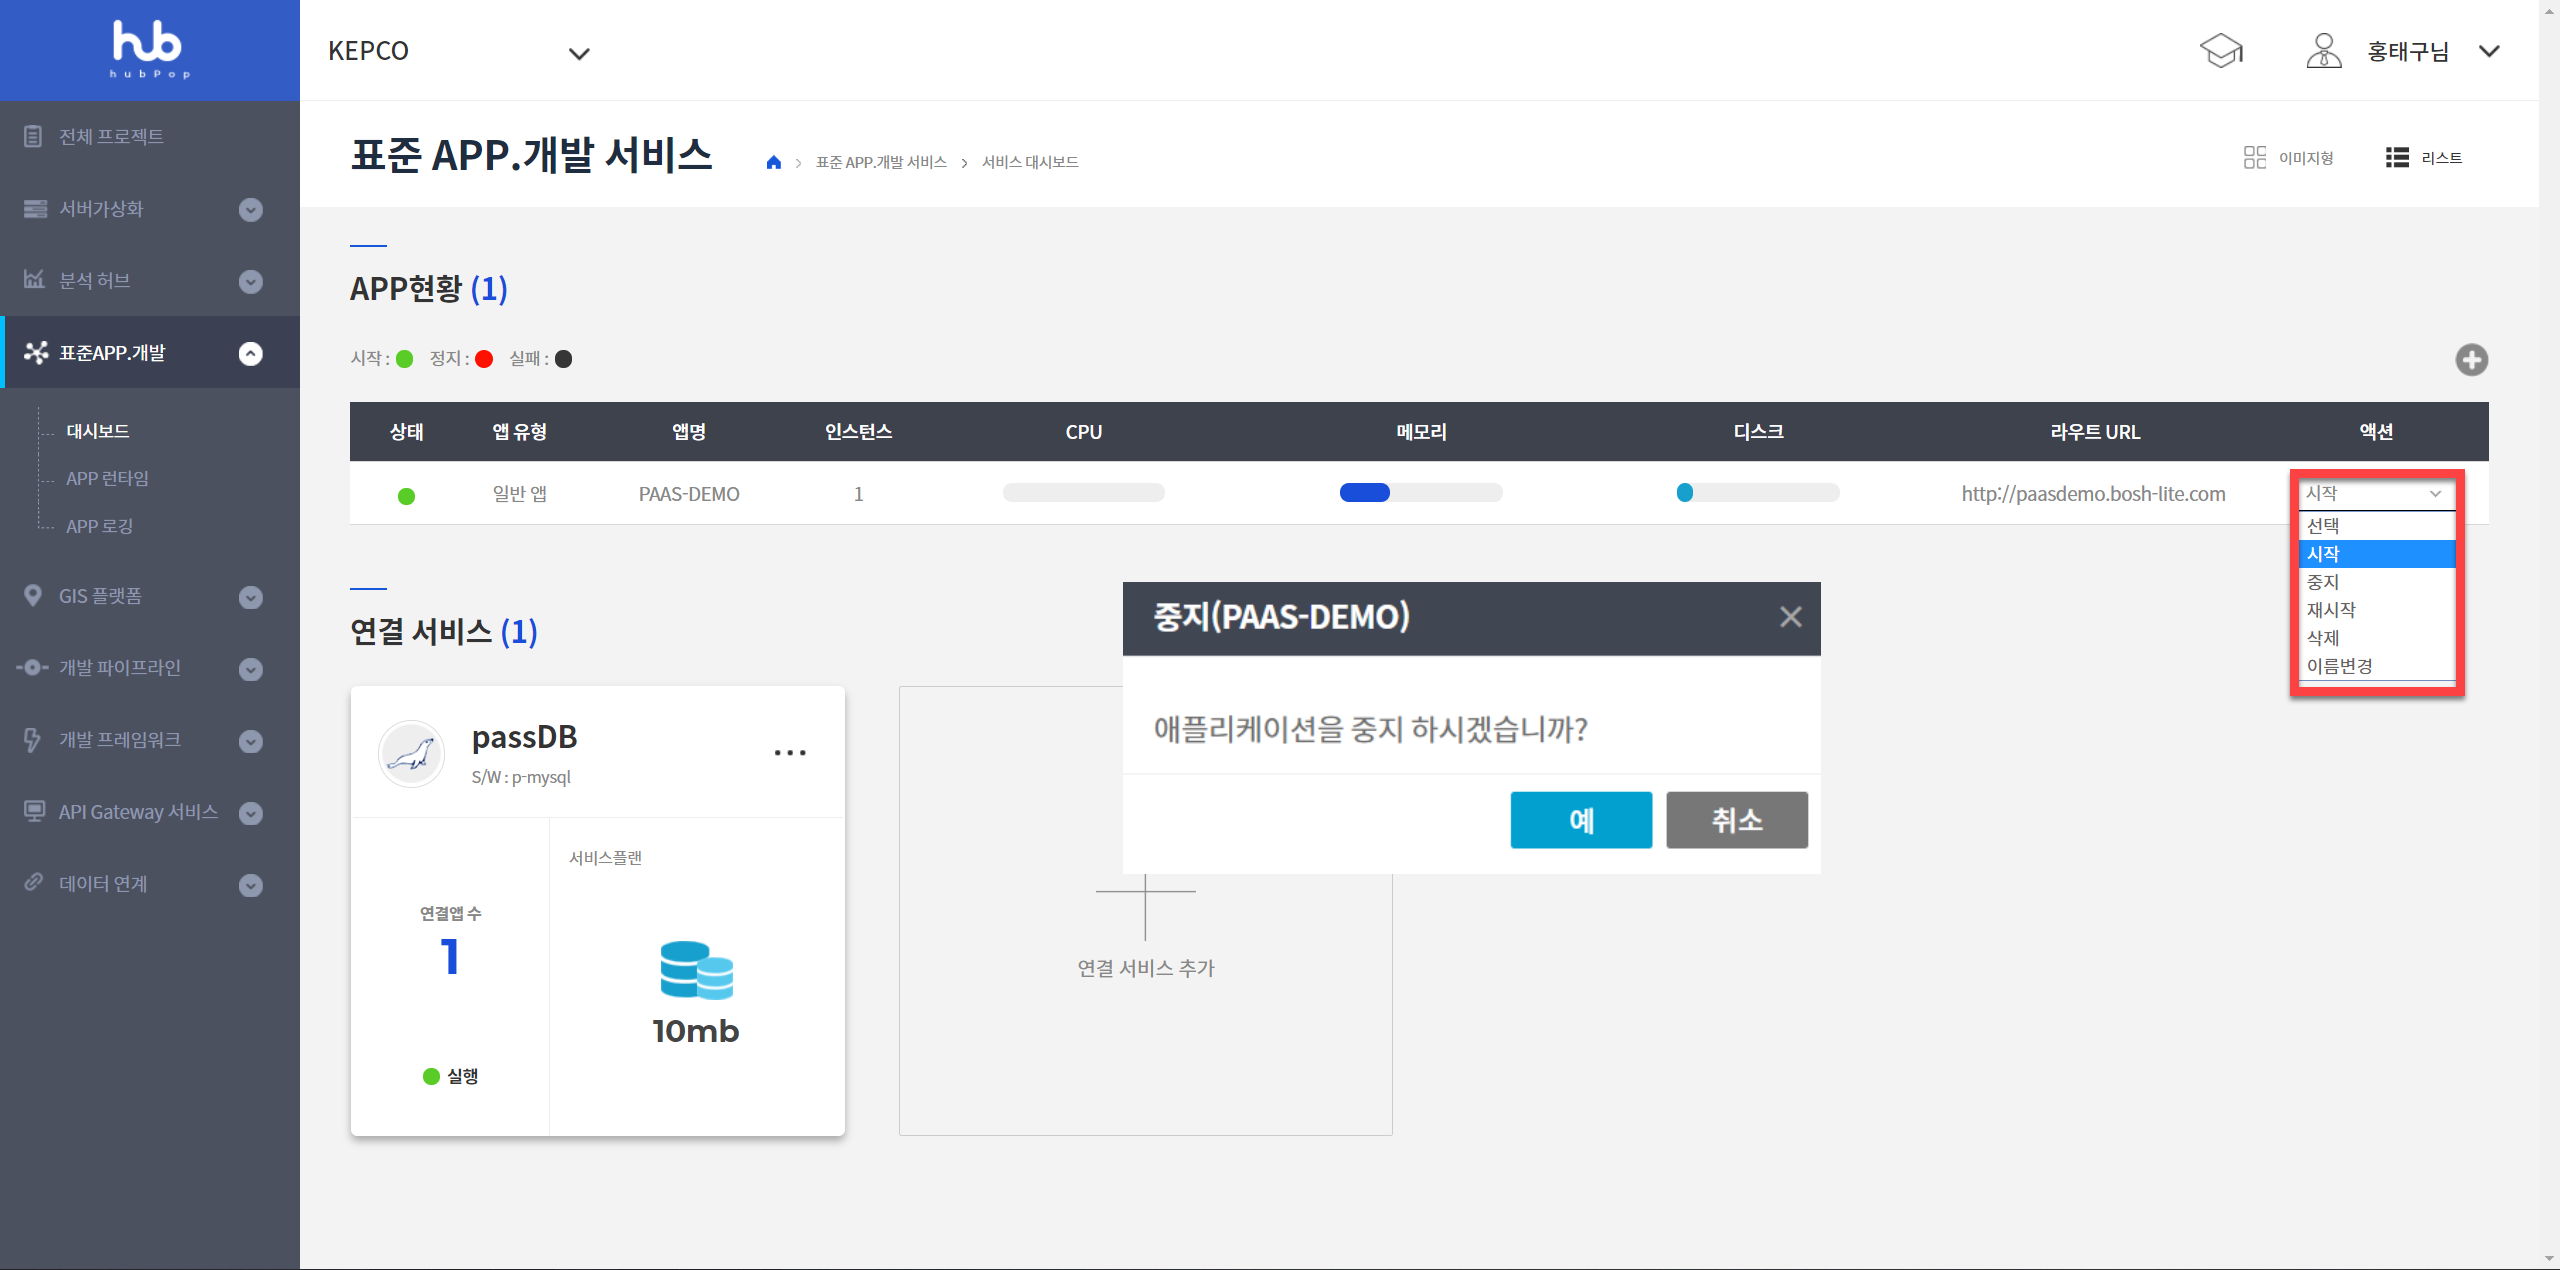 hub
hubPop
KEPCO
홍태구님
전체 프로젝트
서버가상화
분석 허브
표준APP.개발
대시보드
APP 런타임
APP 로깅
GIS 플랫폼
개발 파이프라인
개발 프레임워크
API Gateway 서비스
데이터 연계
표준 APP.개발 서비스
표준 APP.개발 서비스 > 서비스 대시보드
이미지형
리스트
APP현황 (1)
시작 : 정지 : 실패 :
상태 앱 유형 앱명 인스턴스 CPU 메모리 디스크 라우트 URL 액션
일반 앱 PAAS-DEMO 1 http://paasdemo.bosh-lite.com 시작
선택
시작
중지
재시작
삭제
이름변경
연결 서비스 (1)
passDB
S/W : p-mysql
연결앱 수
1
실행
서비스플랜
10mb
연결 서비스 추가
중지(PAAS-DEMO)
애플리케이션을 중지 하시겠습니까?
예
취소